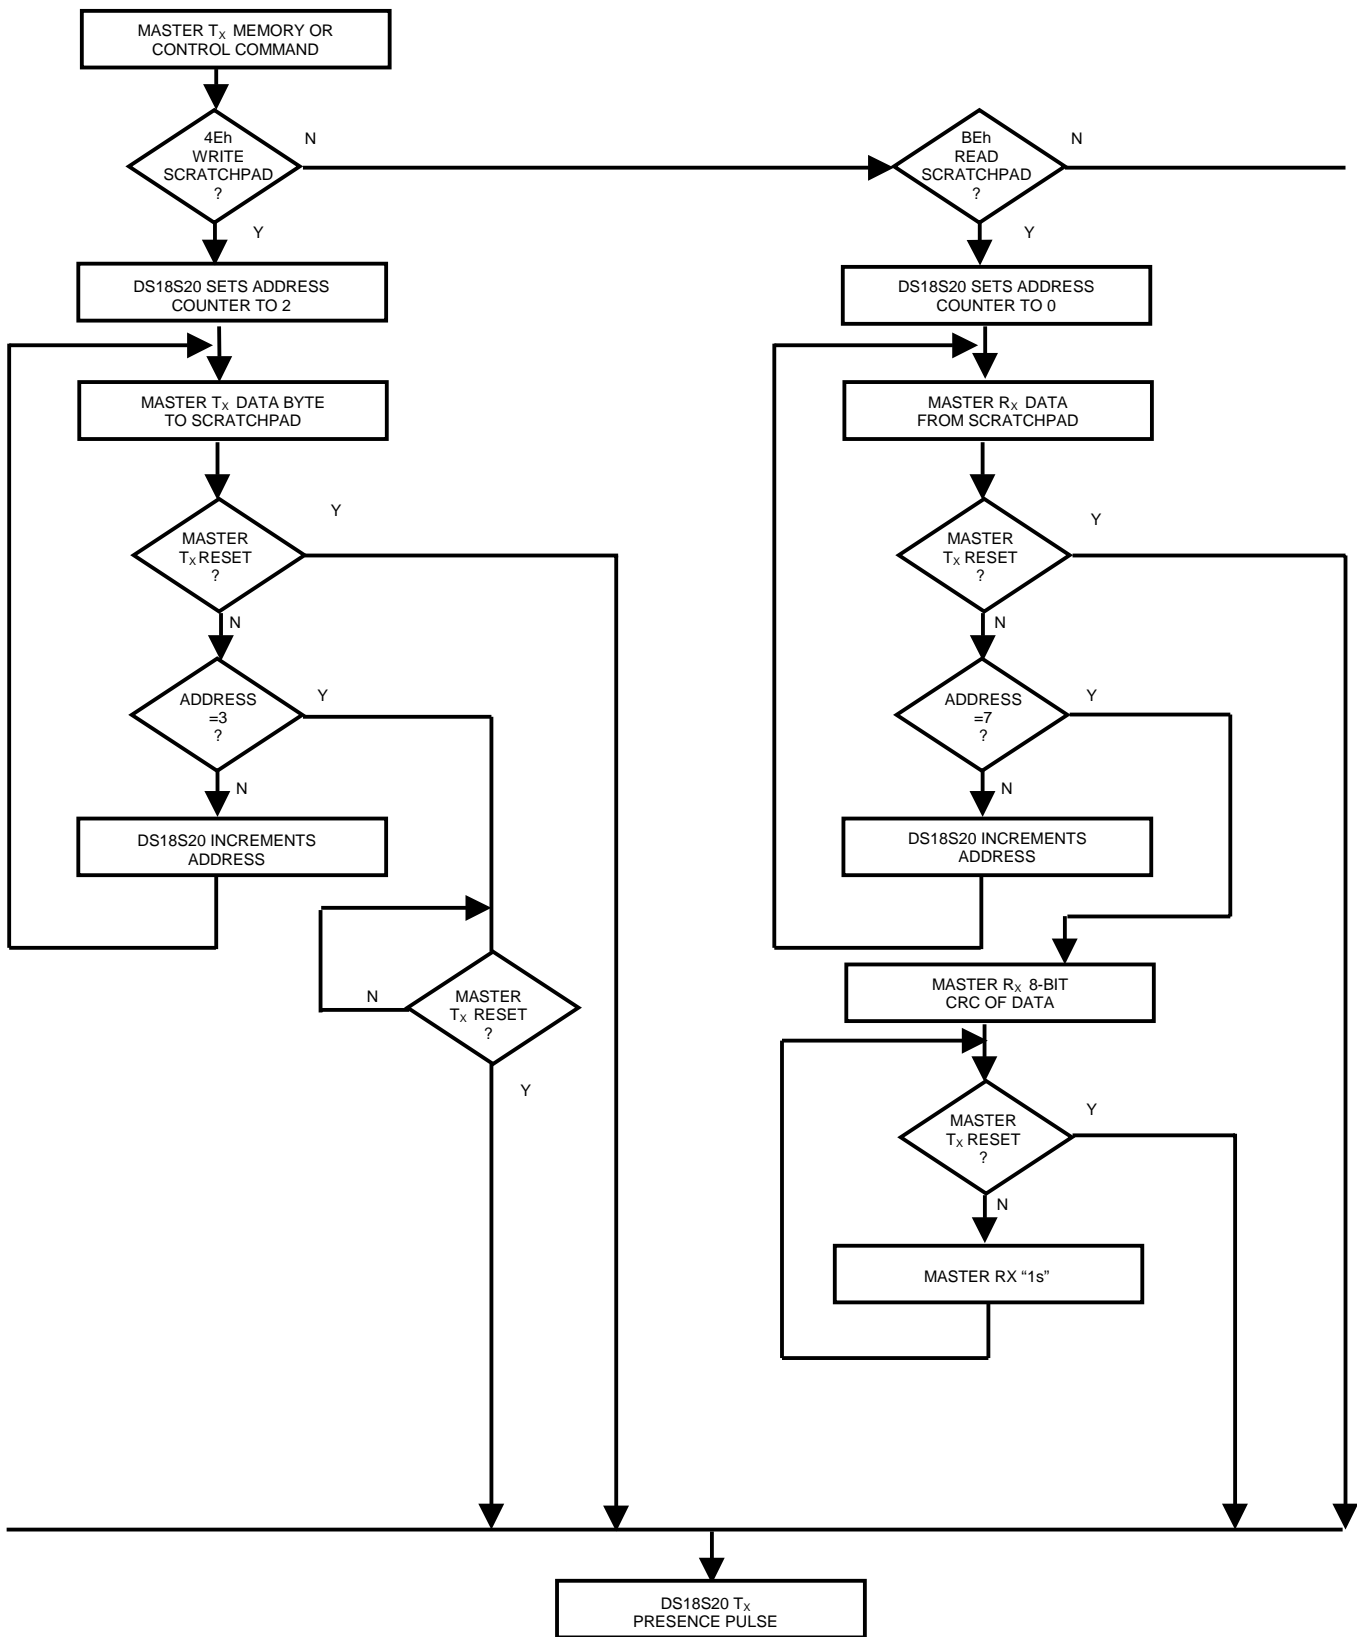 MASTER TX MEMORY OR
CONTROL COMMAND
4Eh
WRITE
SCRATCHPAD
?
N
Y
DS18S20 SETS ADDRESS
COUNTER TO 2
MASTER TX DATA BYTE
TO SCRATCHPAD
MASTER
TX RESET
?
Y
N
ADDRESS
=3
?
Y
N
DS18S20 INCREMENTS
ADDRESS
MASTER
TX RESET
?
N
Y
BEh
READ
SCRATCHPAD
?
N
Y
DS18S20 SETS ADDRESS
COUNTER TO 0
MASTER RX DATA
FROM SCRATCHPAD
MASTER
TX RESET
?
Y
N
ADDRESS
=7
?
Y
N
DS18S20 INCREMENTS
ADDRESS
MASTER RX 8-BIT
CRC OF DATA
MASTER
TX RESET
?
Y
N
MASTER RX “1s”
DS18S20 TX
PRESENCE PULSE